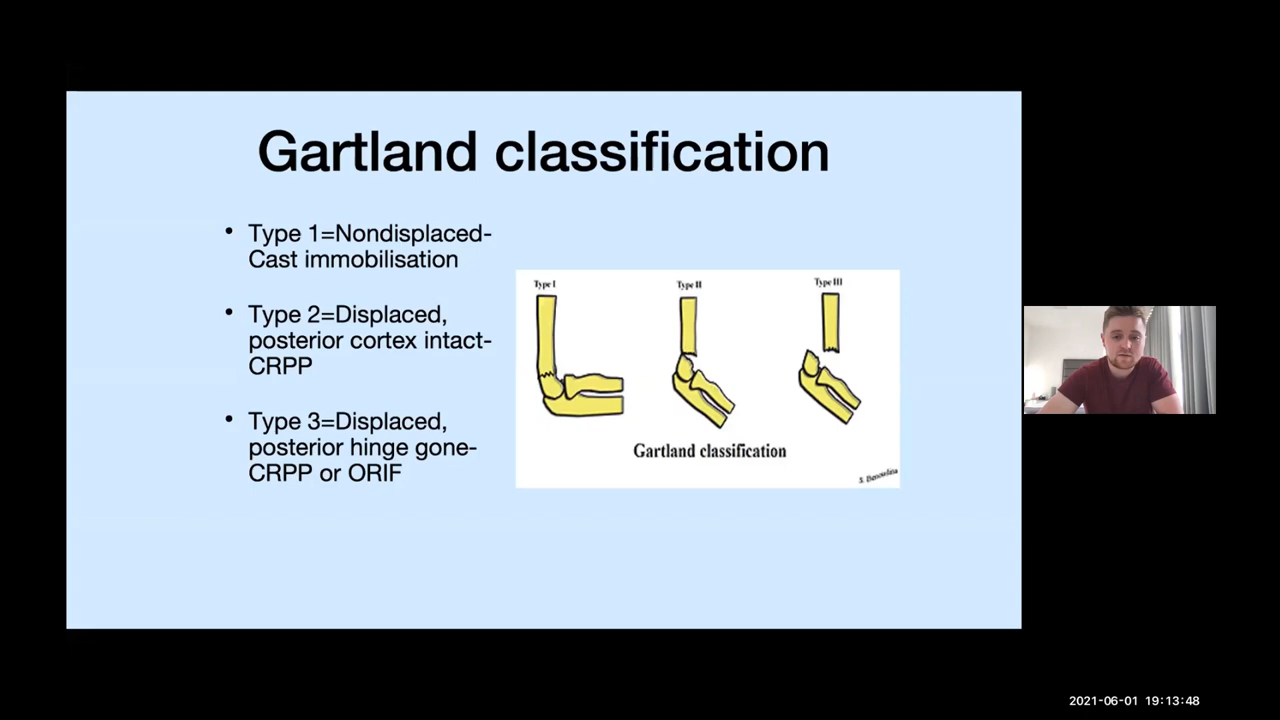 Gartland classification
• Type 1=Nondisplaced-
Cast immobilisation
• Type 2=Displaced,
posterior cortex intact-
CRPP
• Type 3=Displaced,
posterior hinge gone-
CRPP or ORIF
Type I
Type II
Type III
Gartland classification
2021-06-01 19:13:48